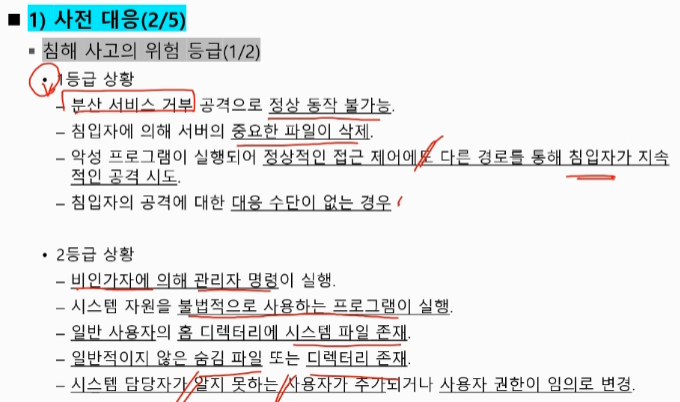 ■ 1) 사전 대응(2/5)
▪ 침해 사고의 위험 등급(1/2)
• 1등급 상황
– 분산 서비스 거부 공격으로 정상 동작 불가능.
– 침입자에 의해 서버의 중요한 파일이 삭제.
– 악성 프로그램이 실행되어 정상적인 접근 제어에도 다른 경로를 통해 침입자가 지속
적인 공격 시도.
– 침입자의 공격에 대한 대응 수단이 없는 경우
• 2등급 상황
– 비인가자에 의해 관리자 명령이 실행.
– 시스템 자원을 불법적으로 사용하는 프로그램이 실행.
– 일반 사용자의 홈 디렉터리에 시스템 파일 존재.
– 일반적이지 않은 숨김 파일 또는 디렉터리 존재.
– 시스템 담당자가 알지 못하는 사용자가 추가되거나 사용자 권한이 임의로 변경.